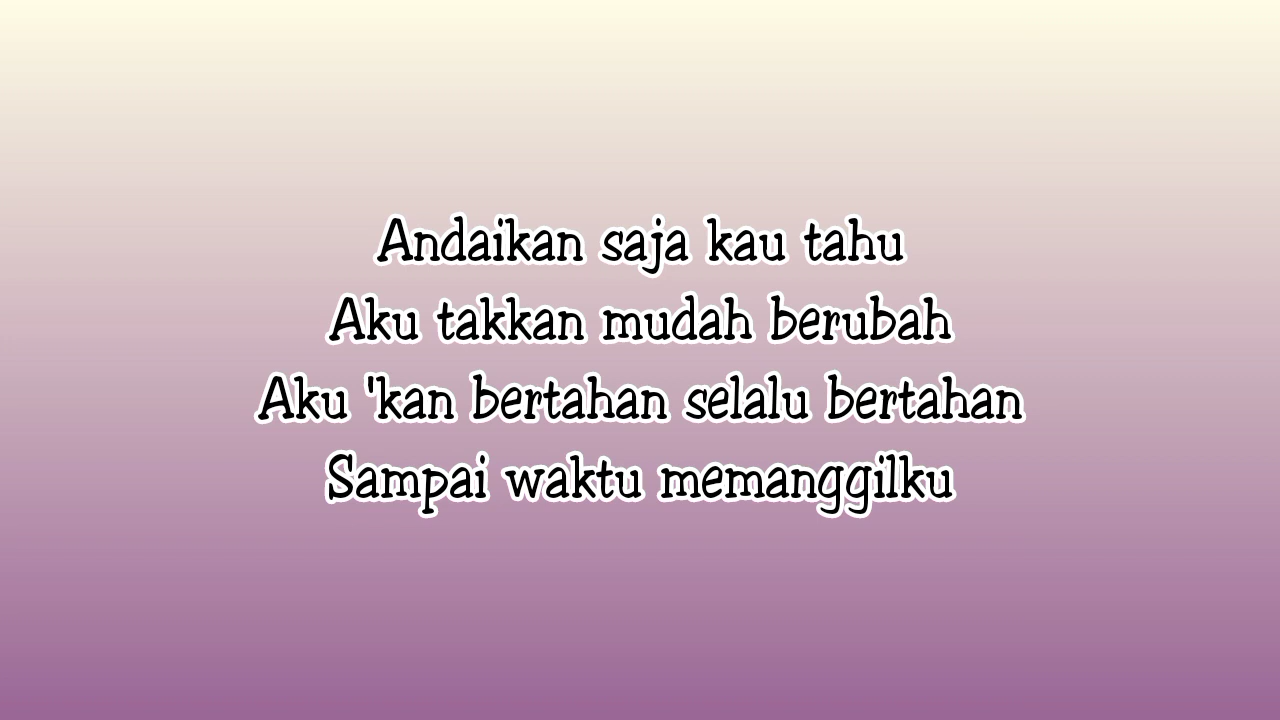 Andaikan saja kau tahu
Aku takkan mudah berubah
Aku 'kan bertahan selalu bertahan
Sampai waktu memanggilku